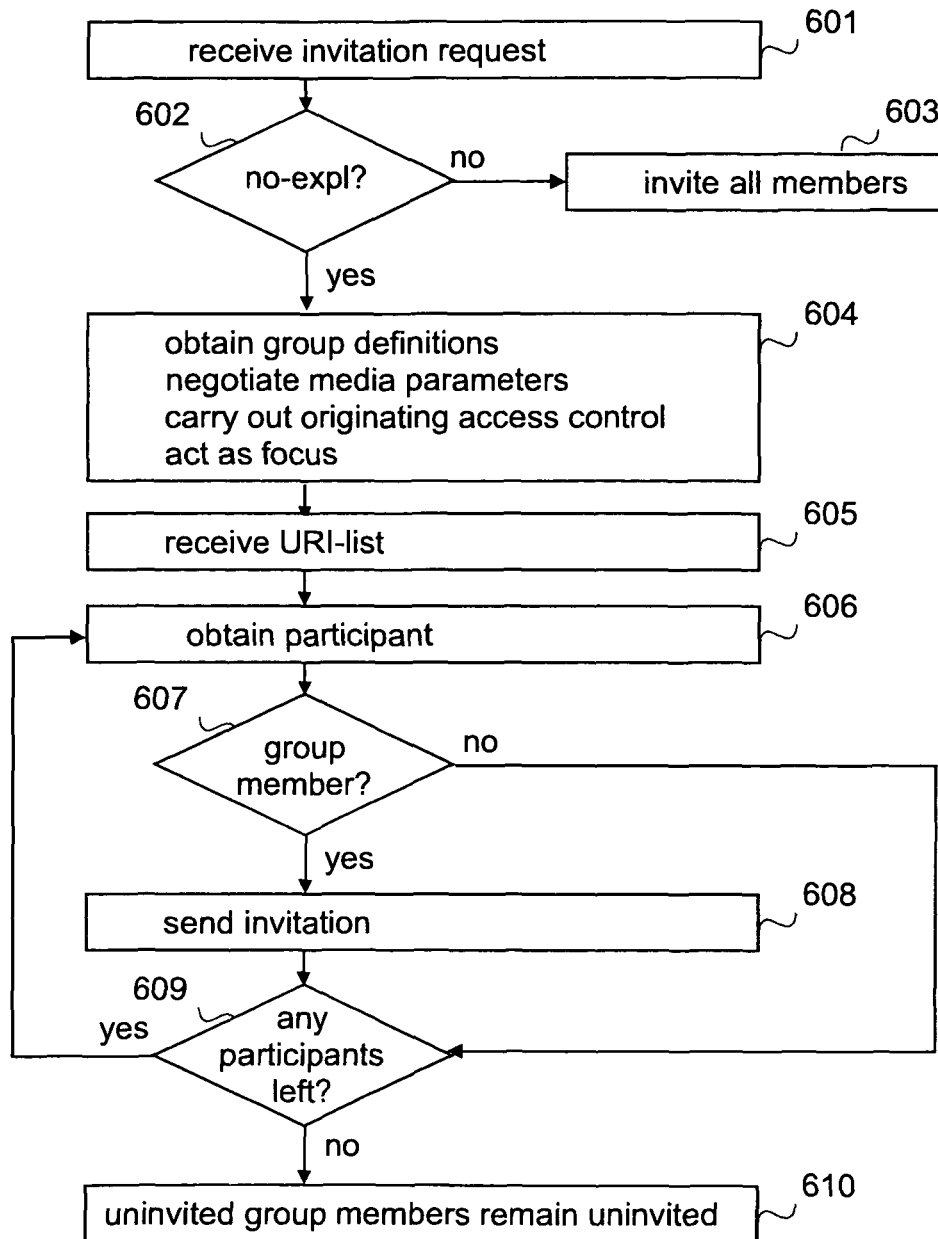 receive invitation request
601
602
no-expl?
no
603
invite all members
yes
obtain group definitions
negotiate media parameters
carry out originating access control
act as focus
604
receive URI-list
605
obtain participant
606
607
group
member?
no
yes
send invitation
608
609
yes
any
participants
left?
no
uninvited group members remain uninvited
610